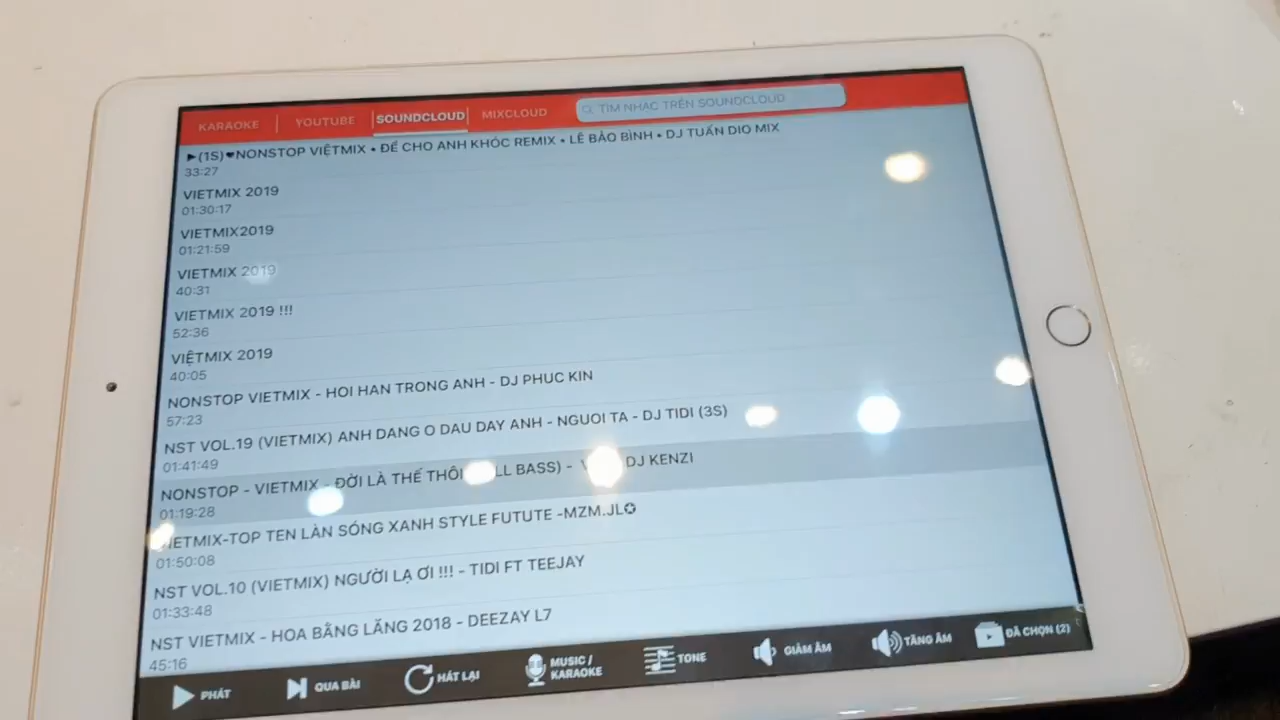 KARAOKE
YOUTUBE
SOUNDCLOUD
MIXCLOUD
TÌM NHẠC TRÊN SOUNDCLOUD
►(1S)♥NONSTOP VIỆTMIX • ĐỂ CHO ANH KHÓC REMIX • LÊ BẢO BÌNH • DJ TUẤN DIO MIX
33:27
VIETMIX 2019
01:30:17
VIETMIX2019
01:21:59
VIETMIX 2019
40:31
VIETMIX 2019 !!!
52:36
VIỆTMIX 2019
40:05
NONSTOP VIETMIX - HOI HAN TRONG ANH - DJ PHUC KIN
57:23
NST VOL.19 (VIETMIX) ANH DANG O DAU DAY ANH - NGUOI TA - DJ TIDI (3S)
01:41:49
NONSTOP - VIETMIX - ĐỜI LÀ THẾ THÔI BASS) - DJ KENZI
01:19:28
VIETMIX-TOP TEN LÀN SÓNG XANH STYLE FUTUTE -MZM.JL✪
01:50:08
NST VOL.10 (VIETMIX) NGƯỜI LẠ ƠI !!! - TIDI FT TEEJAY
01:33:48
NST VIETMIX - HOA BẰNG LĂNG 2018 - DEEZAY L7
45:16
PHÁT
QUA BÀI
HÁT LẠI
MUSIC /
KARAOKE
TONE
GIẢM ÂM
TĂNG ÂM
ĐÃ CHỌN (2)